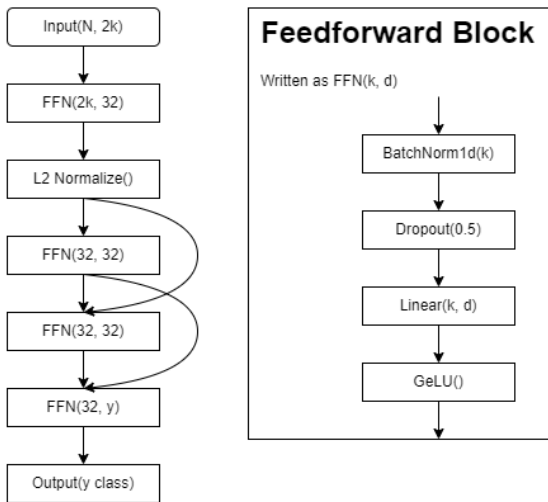 Input(N, 2k)
FFN(2k, 32)
L2 Normalize()
FFN(32, 32)
FFN(32, 32)
FFN(32, y)
Output(y class)
Feedforward Block
Written as FFN(k, d)
BatchNorm1d(k)
Dropout(0.5)
Linear(k, d)
GeLU()